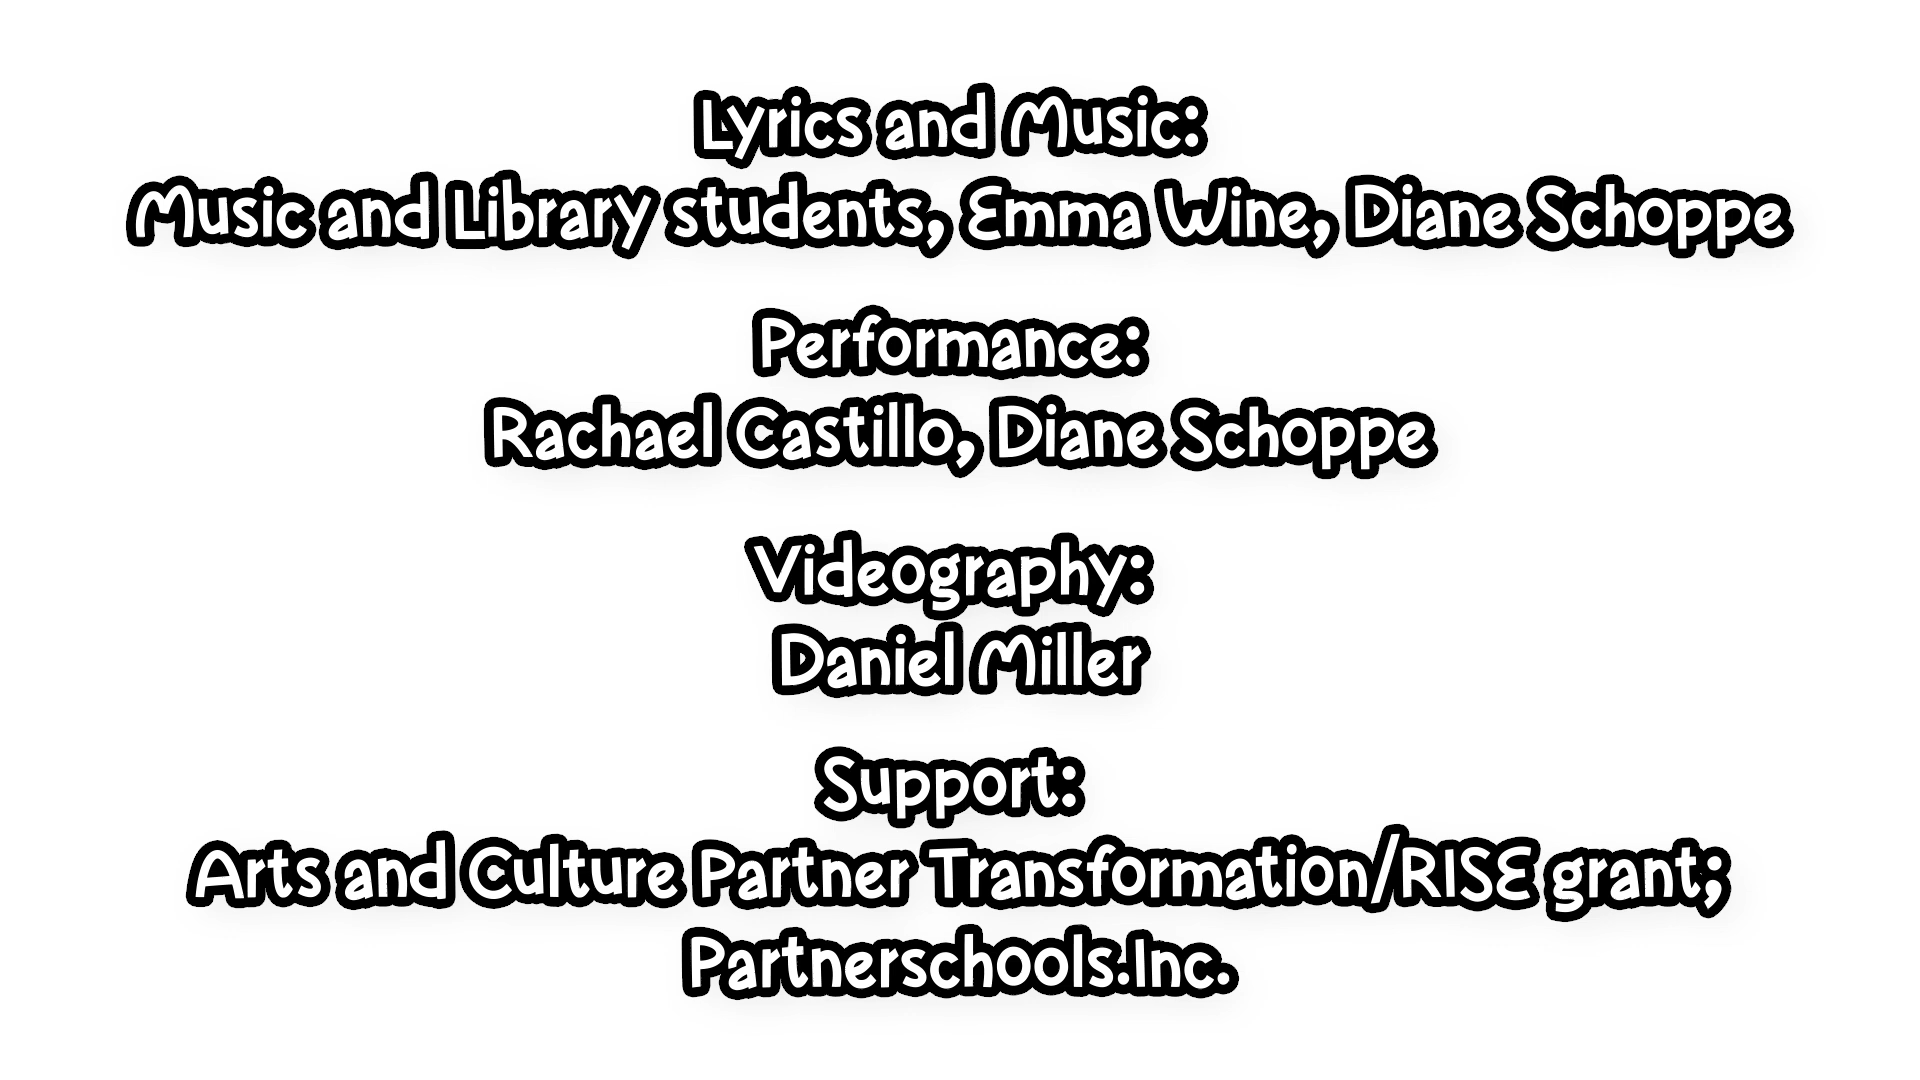 Lyrics and Music:
Music and Library students, Emma Wine, Diane Schoppe
Performance:
Rachael Castillo, Diane Schoppe
Videography:
Daniel Miller
Support:
Arts and Culture Partner Transformation/RISE grant;
Partnerschools.Inc.